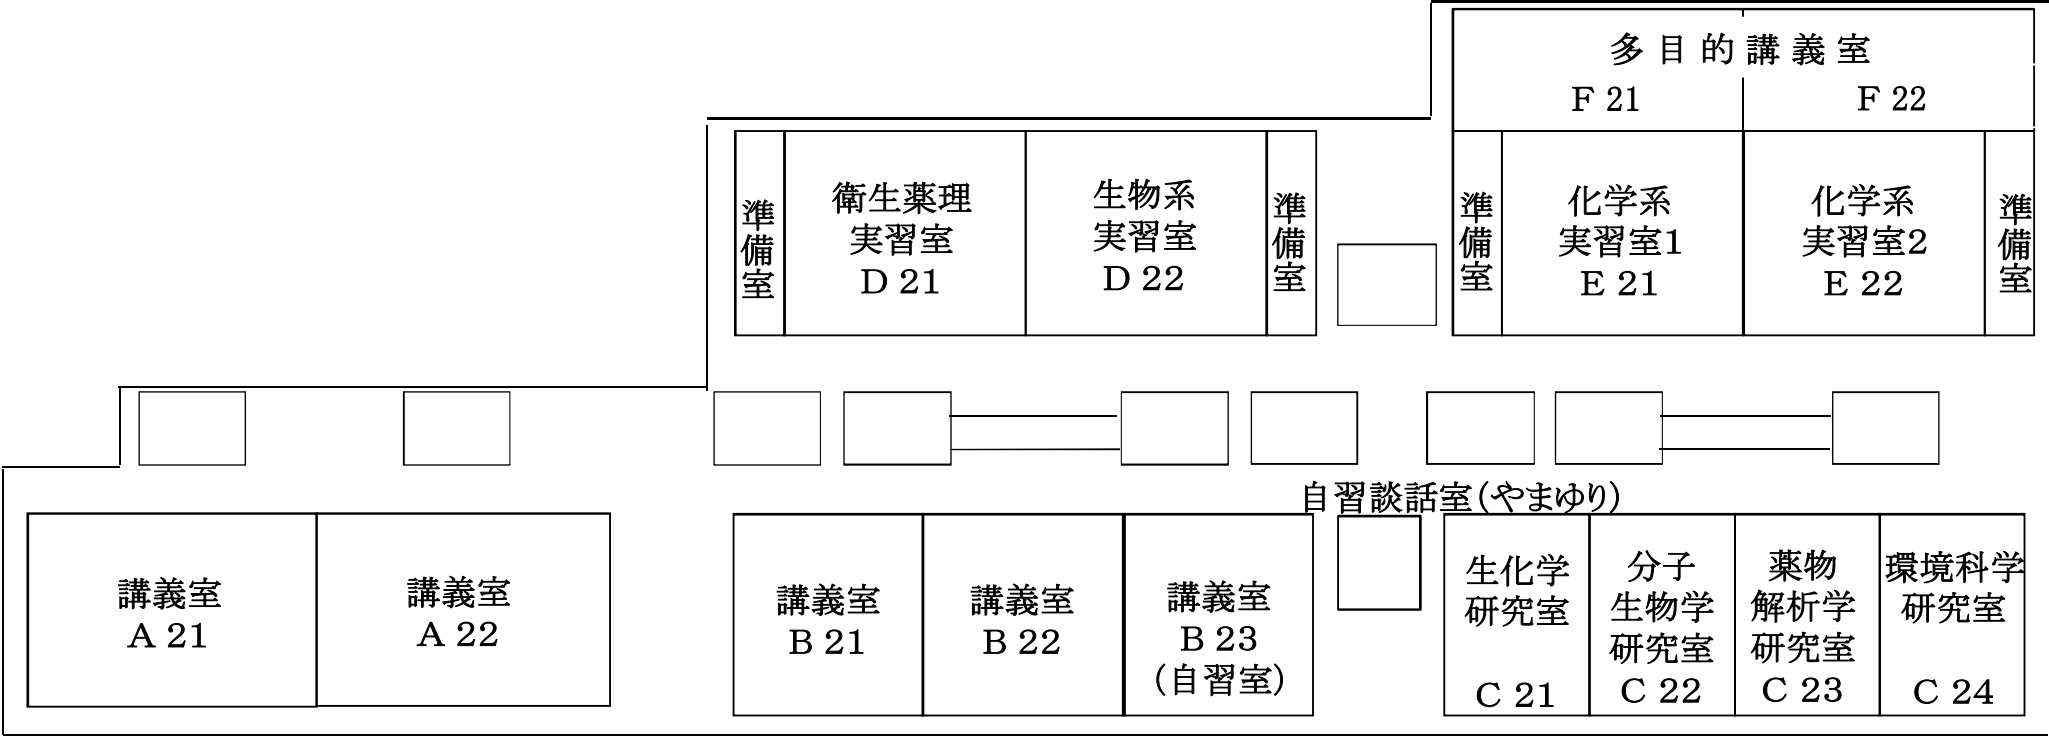 多目的講義室
F 21
F 22
準備室
衛生薬理
実習室
D 21
生物系
実習室
D 22
準備室
準備室
化学系
実習室1
E 21
化学系
実習室2
E 22
準備室
自習談話室(やまゆり)
講義室
A 21
講義室
A 22
講義室
B 21
講義室
B 22
講義室
B 23
(自習室)
生化学
研究室
C 21
分子
生物学
研究室
C 22
薬物
解析学
研究室
C 23
環境科学
研究室
C 24